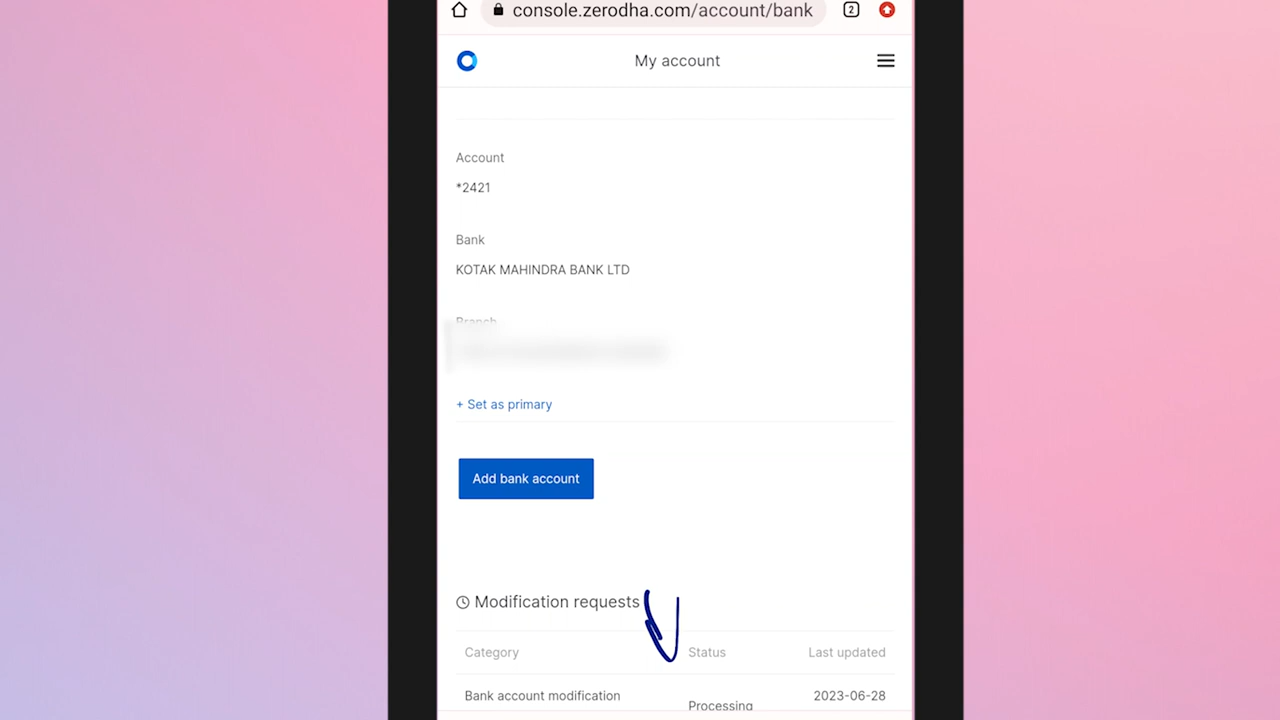 console.zerodha.com/account/bank
2
My account
Account
*2421
Bank
KOTAK MAHINDRA BANK LTD
Branch
+ Set as primary
Add bank account
Modification requests
Category Status Last updated
Bank account modification Processing 2023-06-28